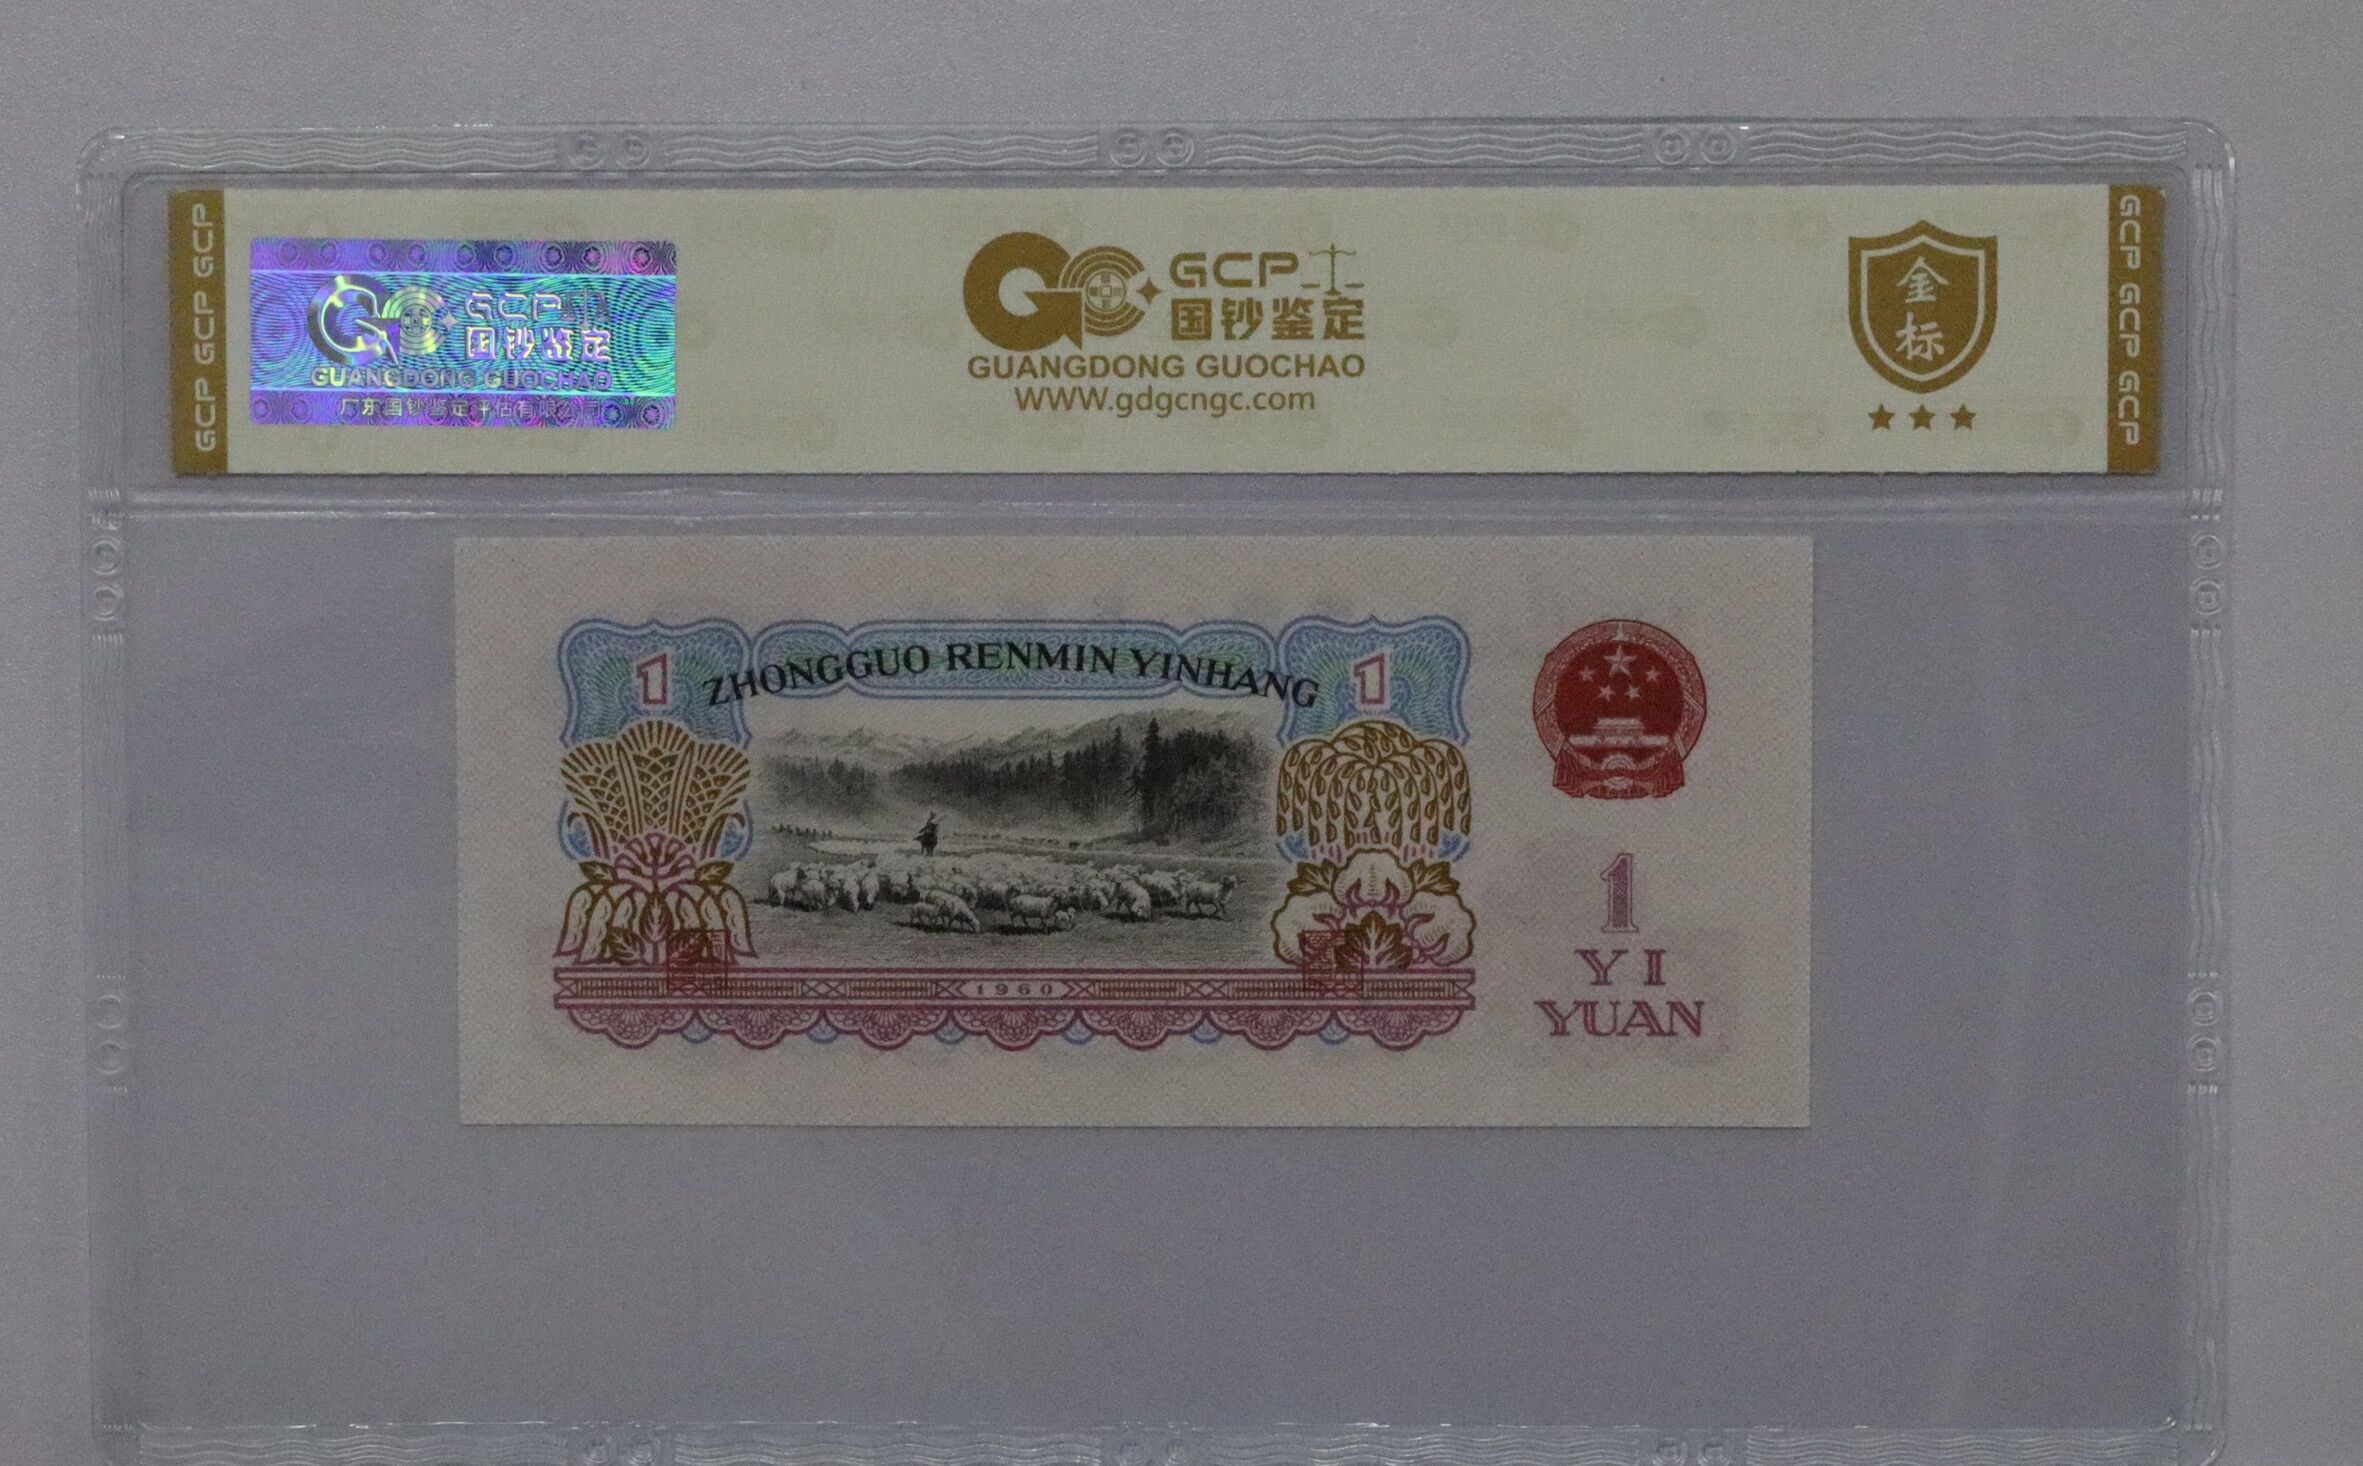 GCP GCP GCP
GCP
国钞鉴定
GUANGDONG GUOCHAO
广东国钞鉴定评估有限公司
GCP
国钞鉴定
GUANGDONG GUOCHAO
WWW.gdgcngc.com
金
标
GCP GCP GCP
ZHONGGUO RENMIN YINHANG
1
1
1960
1
YI
YUAN